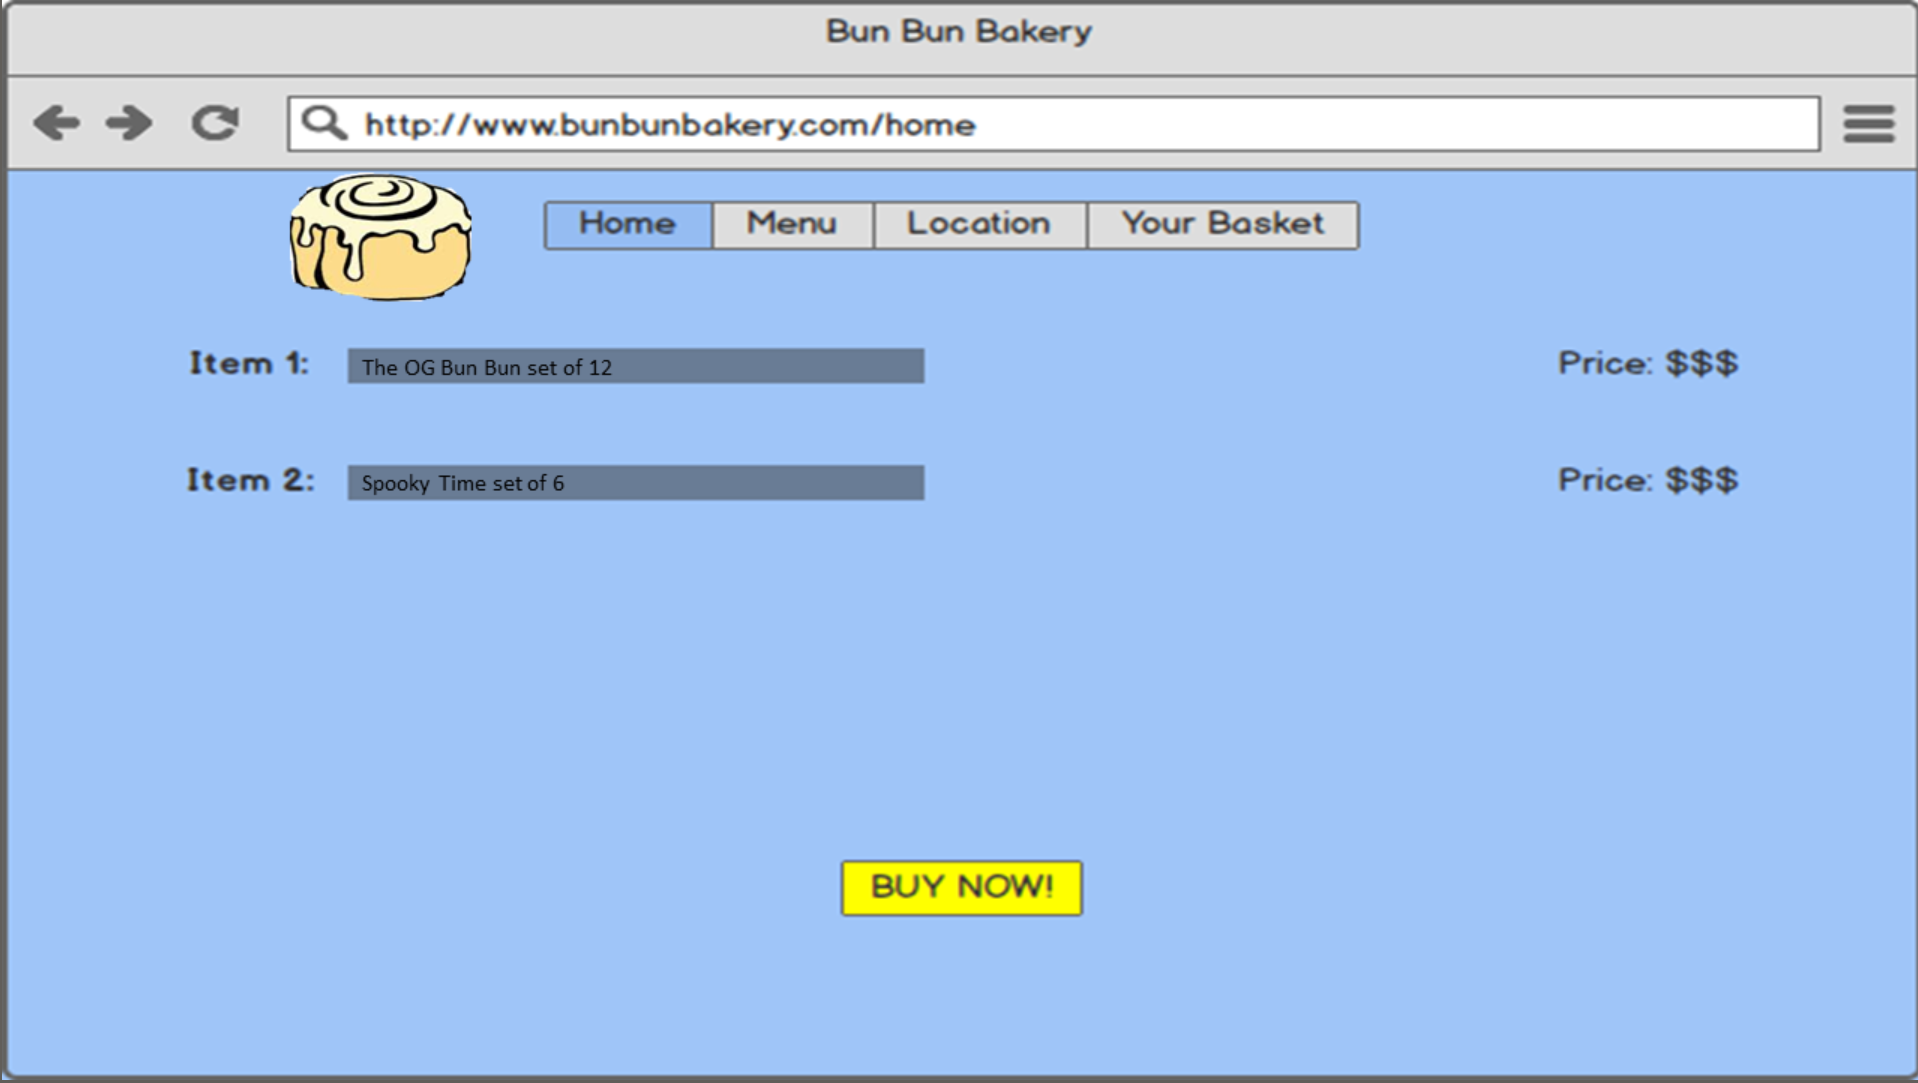 Bun Bun Bakery
http://www.bunbunbakery.com/home
Home Menu Location Your Basket
Item 1: The OG Bun Bun set of 12 Price: $$$
Item 2: Spooky Time set of 6 Price: $$$
BUY NOW!